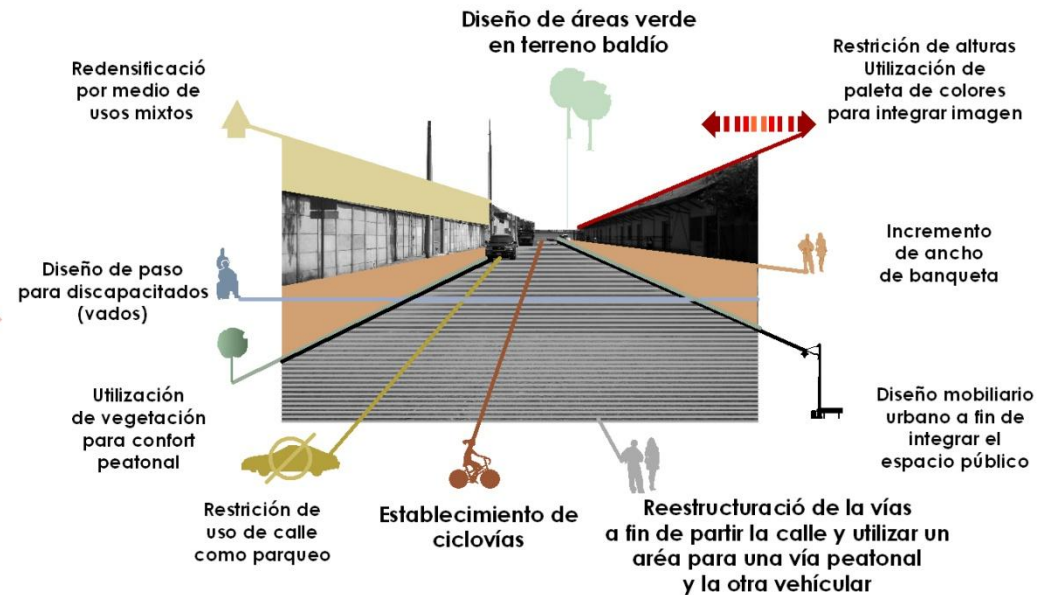 Diseño de áreas verde
en terreno baldío
Redensificació
por medio de
usos mixtos
Restrición de alturas
Utilización de
paleta de colores
para integrar imagen
Diseño de paso
para discapacitados
(vados)
Incremento
de ancho
de banqueta
Utilización
de vegetación
para confort
peatonal
Diseño mobiliario
urbano a fin de
integrar el
espacio público
Restrición de
uso de calle
como parqueo
Establecimiento de
ciclovías
Reestructuració de la vías
a fin de partir la calle y utilizar un
aréa para una vía peatonal
y la otra vehícular